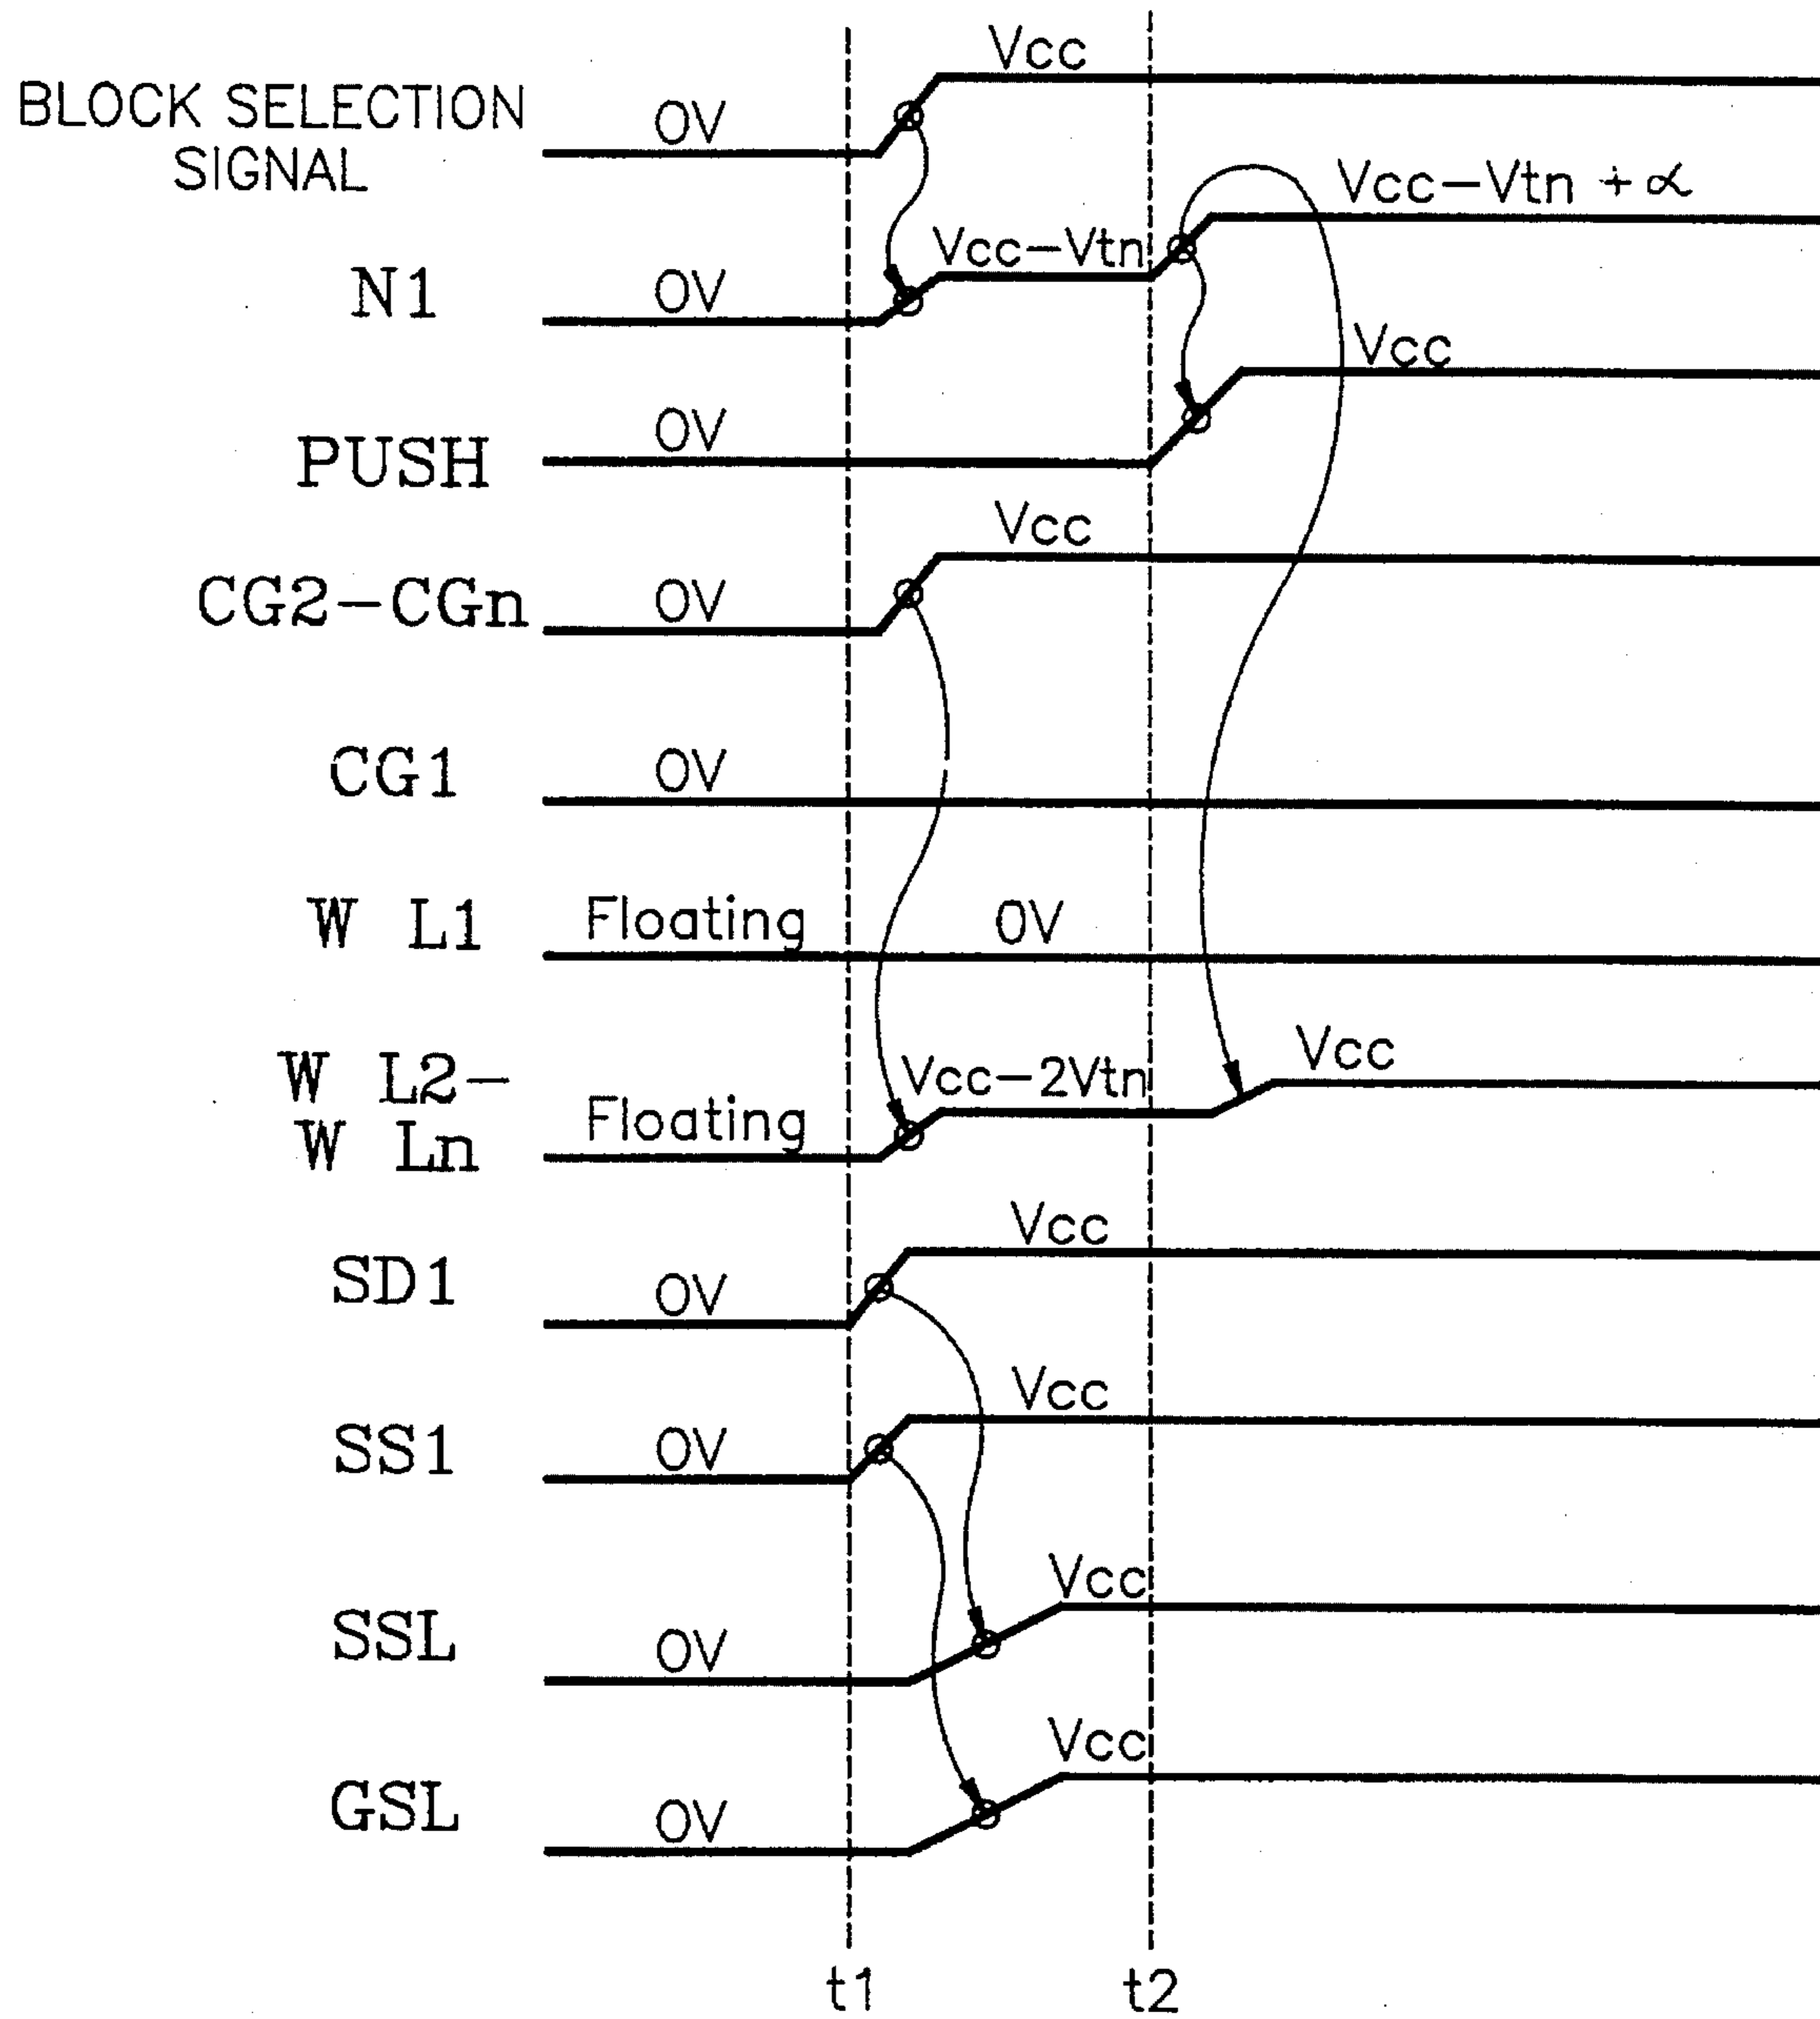 Vcc
BLOCK SELECTION
SIGNAL
0V
Vcc-Vtn + α
N1
0V
Vcc-Vtn
PUSH
0V
Vcc
CG2-CGn
0V
Vcc
CG1
0V
W L1
Floating
0V
W L2-
W Ln
Floating
Vcc-2Vtn
Vcc
SD1
0V
Vcc
SS1
0V
Vcc
SSL
0V
Vcc
GSL
0V
Vcc
t1
t2